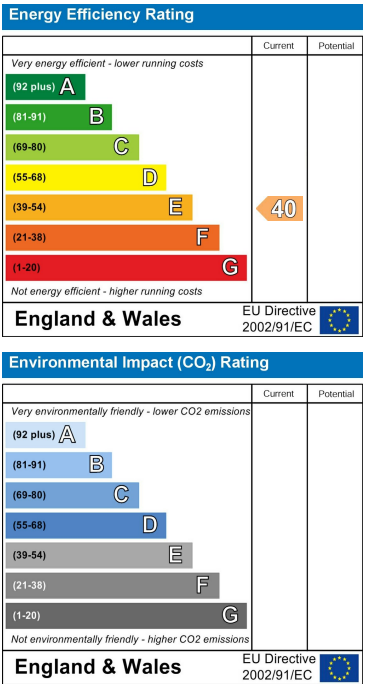 Energy Efficiency Rating
Current Potential
Very energy efficient - lower running costs
(92 plus) A
(81-91) B
(69-80) C
(55-68) D
(39-54) E 40
(21-38) F
(1-20) G
Not energy efficient - higher running costs
England & Wales EU Directive 2002/91/EC
Environmental Impact (CO₂) Rating
Current Potential
Very environmentally friendly - lower CO2 emissions
(92 plus) A
(81-91) B
(69-80) C
(55-68) D
(39-54) E
(21-38) F
(1-20) G
Not environmentally friendly - higher CO2 emissions
England & Wales EU Directive 2002/91/EC